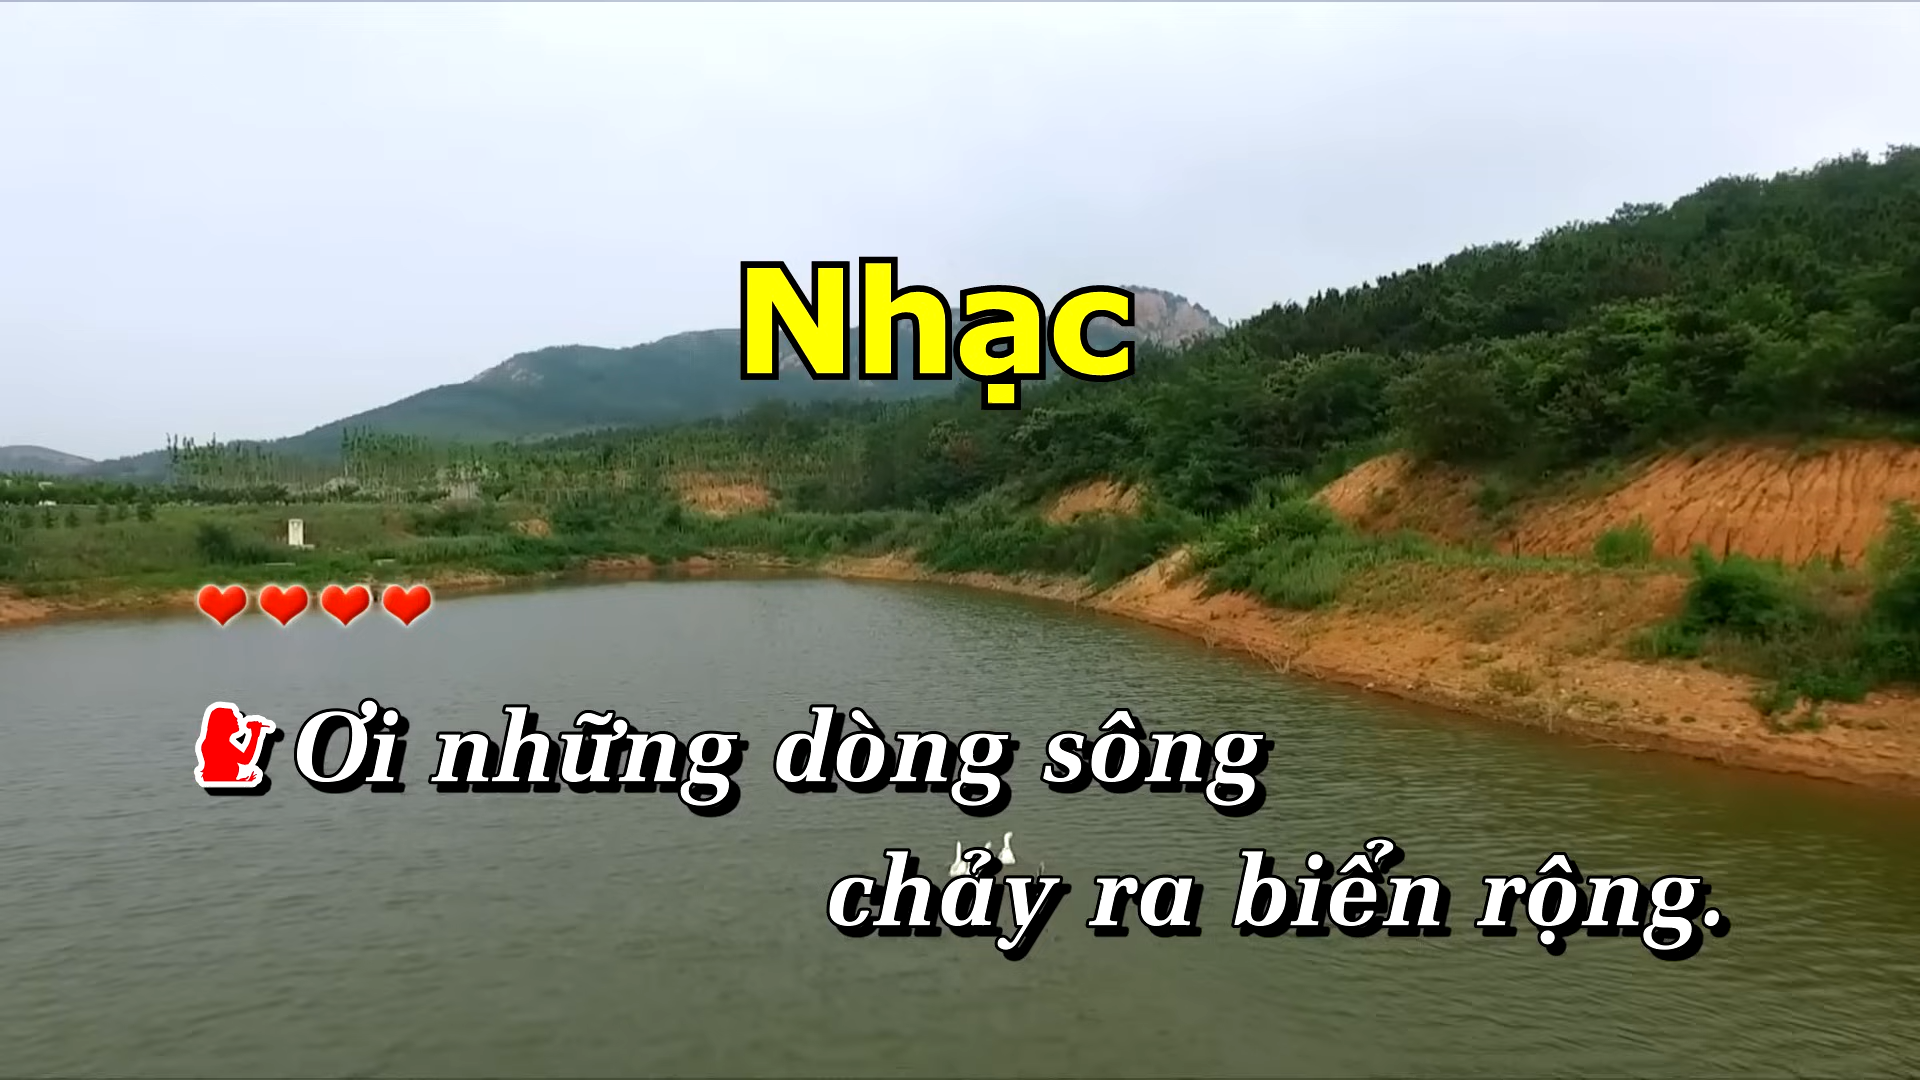 Nhạc
Ơi những dòng sông
chảy ra biển rộng.